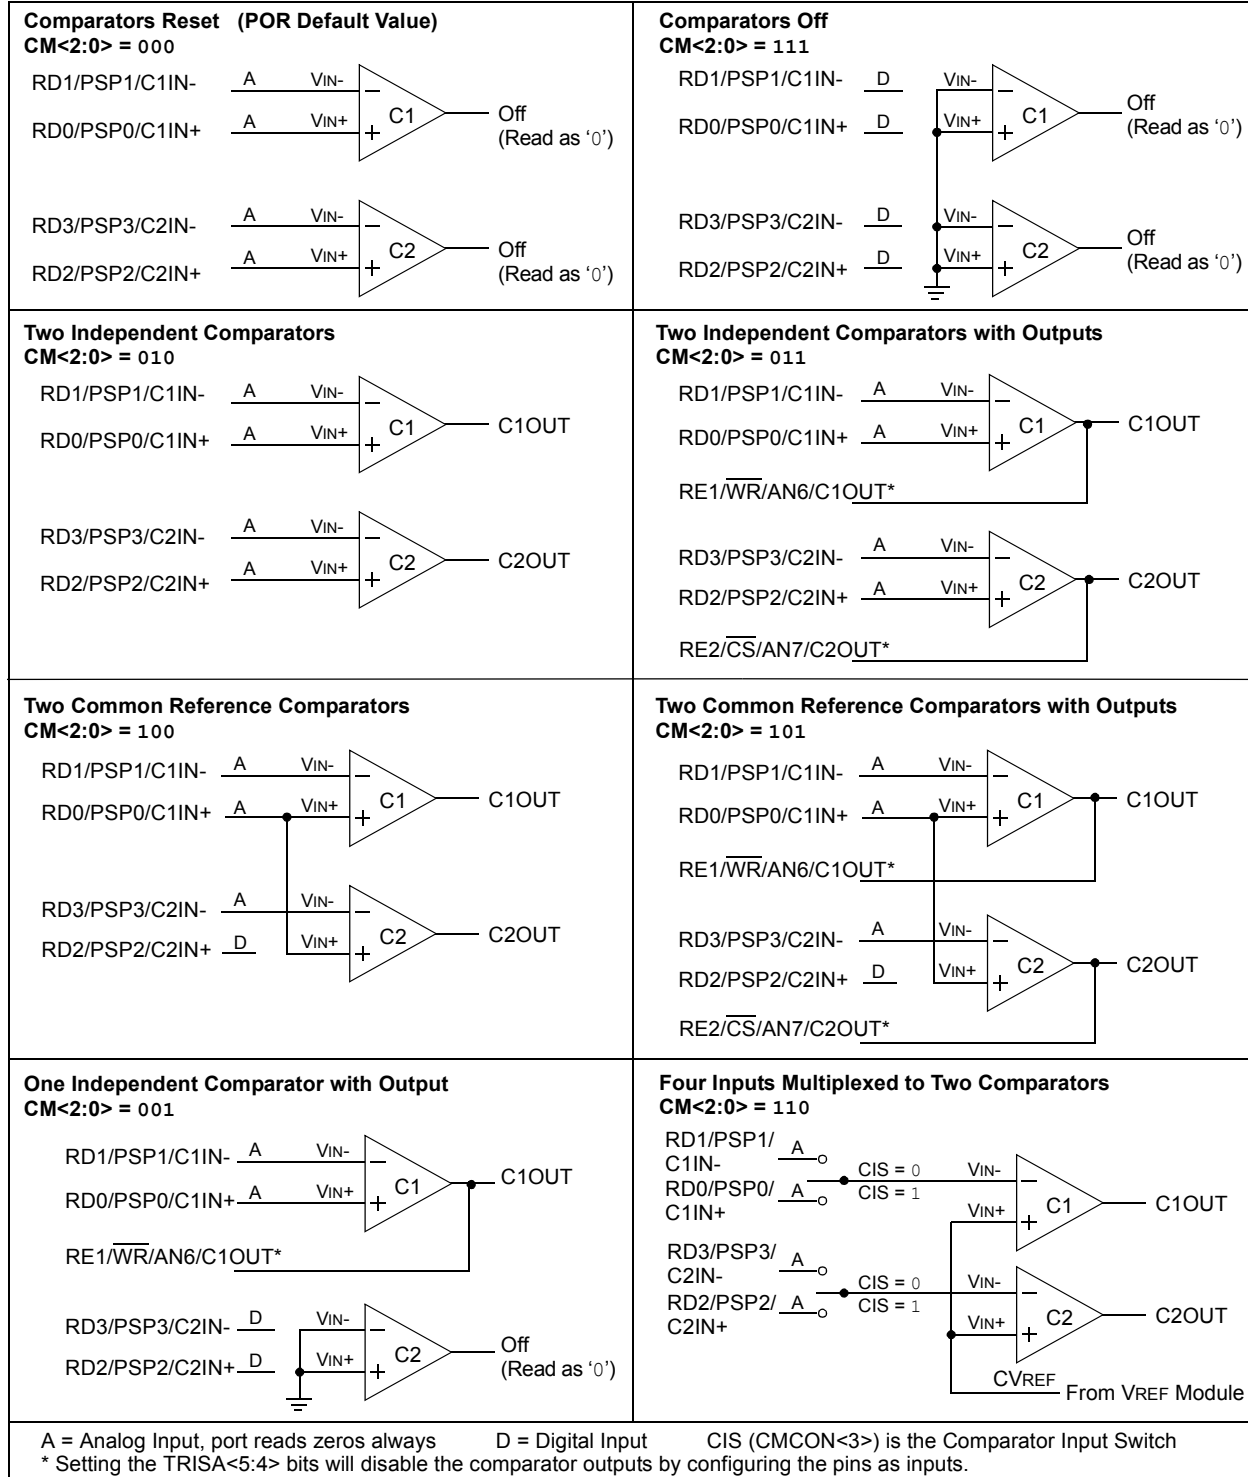 Comparators Reset (POR Default Value)
CM<2:0> = 000
RD1/PSP1/C1IN- A VIN-
RD0/PSP0/C1IN+ A VIN+
C1
Off
(Read as ‘0’)
RD3/PSP3/C2IN- A VIN-
RD2/PSP2/C2IN+ A VIN+
C2
Off
(Read as ‘0’)
Comparators Off
CM<2:0> = 111
RD1/PSP1/C1IN- D VIN-
RD0/PSP0/C1IN+ D VIN+
C1
Off
(Read as ‘0’)
RD3/PSP3/C2IN- D VIN-
RD2/PSP2/C2IN+ D VIN+
C2
Off
(Read as ‘0’)
Two Independent Comparators
CM<2:0> = 010
RD1/PSP1/C1IN- A VIN-
RD0/PSP0/C1IN+ A VIN+
C1 C1OUT
RD3/PSP3/C2IN- A VIN-
RD2/PSP2/C2IN+ A VIN+
C2 C2OUT
Two Independent Comparators with Outputs
CM<2:0> = 011
RD1/PSP1/C1IN- A VIN-
RD0/PSP0/C1IN+ A VIN+
C1 C1OUT
RE1/W̅R̅/AN6/C1OUT*
RD3/PSP3/C2IN- A VIN-
RD2/PSP2/C2IN+ A VIN+
C2 C2OUT
RE2/C̅S̅/AN7/C2OUT*
Two Common Reference Comparators
CM<2:0> = 100
RD1/PSP1/C1IN- A VIN-
RD0/PSP0/C1IN+ A VIN+
C1 C1OUT
RD3/PSP3/C2IN- A VIN-
RD2/PSP2/C2IN+ D VIN+
C2 C2OUT
Two Common Reference Comparators with Outputs
CM<2:0> = 101
RD1/PSP1/C1IN- A VIN-
RD0/PSP0/C1IN+ A VIN+
C1 C1OUT
RE1/W̅R̅/AN6/C1OUT*
RD3/PSP3/C2IN- A VIN-
RD2/PSP2/C2IN+ D VIN+
C2 C2OUT
RE2/C̅S̅/AN7/C2OUT*
One Independent Comparator with Output
CM<2:0> = 001
RD1/PSP1/C1IN- A VIN-
RD0/PSP0/C1IN+ A VIN+
C1 C1OUT
RE1/W̅R̅/AN6/C1OUT*
RD3/PSP3/C2IN- D VIN-
RD2/PSP2/C2IN+ D VIN+
C2
Off
(Read as ‘0’)
Four Inputs Multiplexed to Two Comparators
CM<2:0> = 110
RD1/PSP1/
C1IN- A
RD0/PSP0/
C1IN+ A
CIS = 0 VIN-
CIS = 1
VIN+
C1 C1OUT
RD3/PSP3/
C2IN- A
RD2/PSP2/
C2IN+ A
CIS = 0 VIN-
CIS = 1
VIN+
C2 C2OUT
CVREF
From VREF Module
A = Analog Input, port reads zeros always D = Digital Input CIS (CMCON<3>) is the Comparator Input Switch
* Setting the TRISA<5:4> bits will disable the comparator outputs by configuring the pins as inputs.